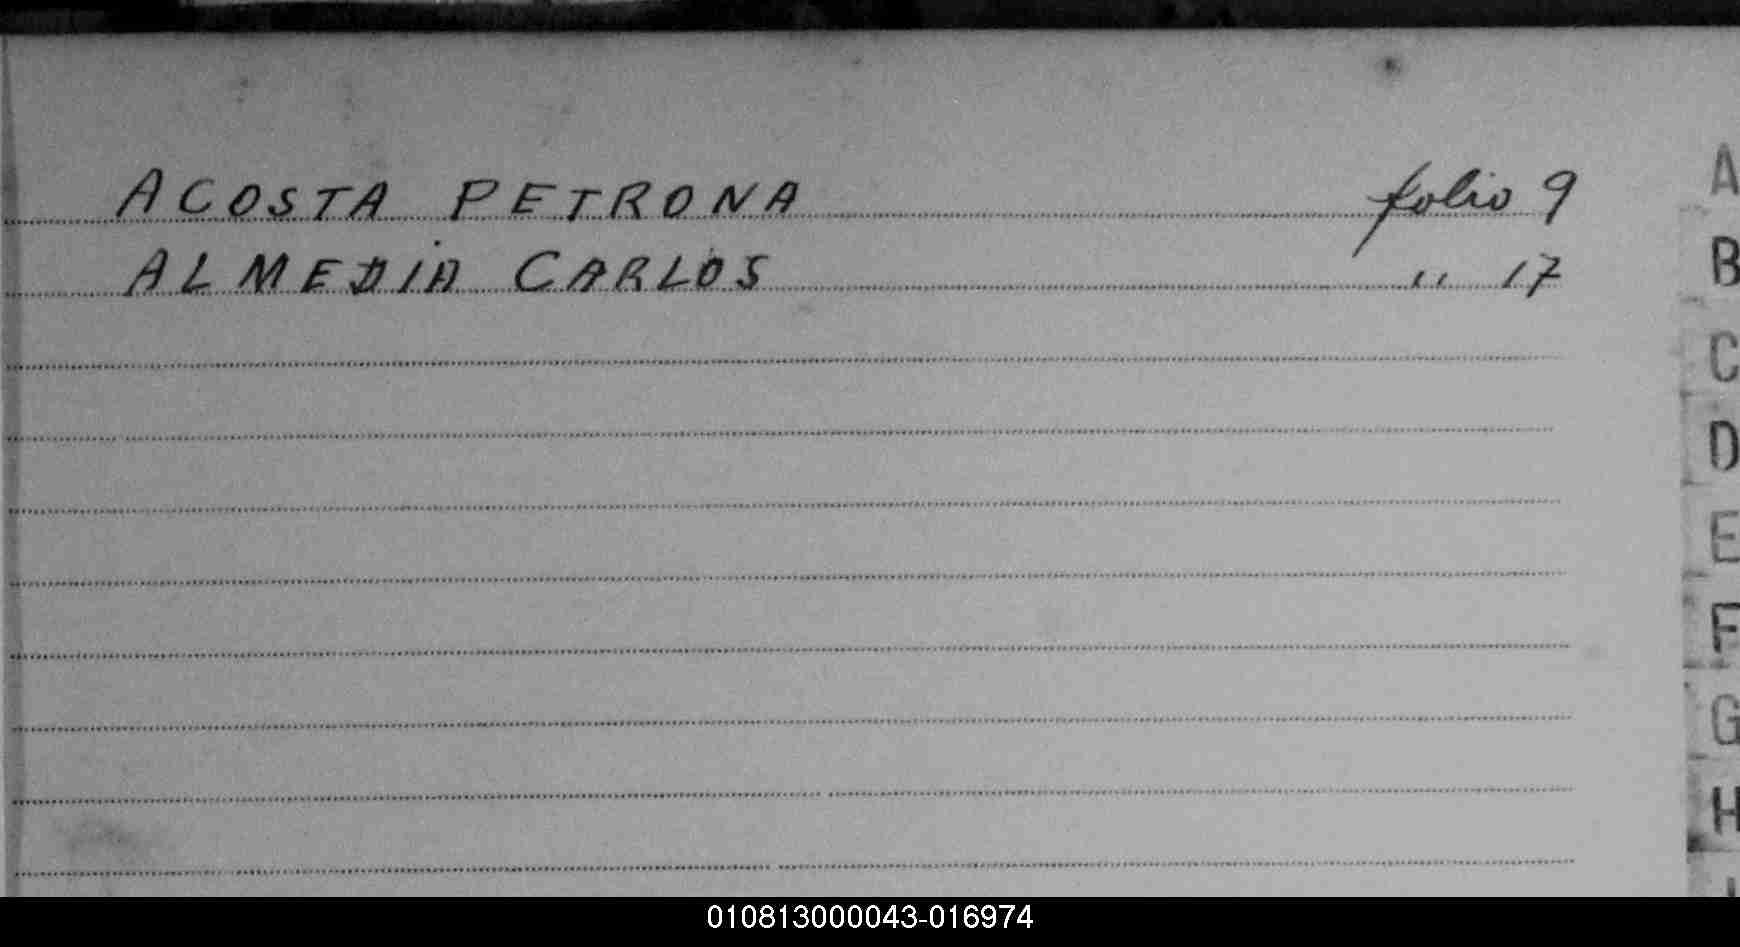 ACOSTA PETRONA folio 9
ALMEDIA CARLOS " 17
A
B
C
D
E
F
G
H
010813000043-016974